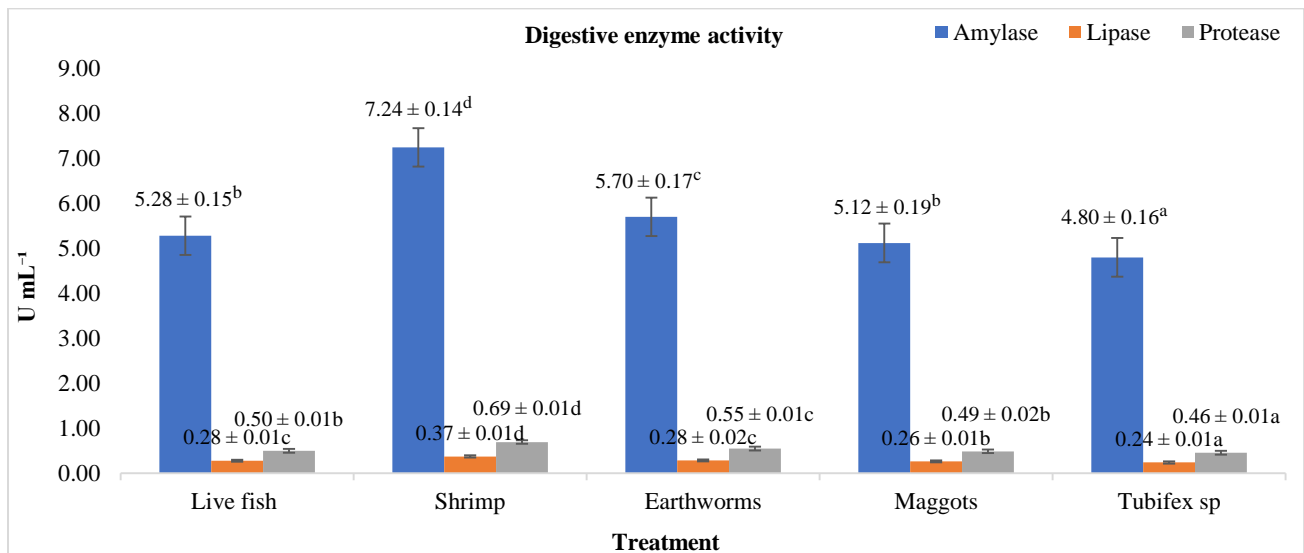 Digestive enzyme activity
Amylase Lipase Protease
9.00
8.00
7.00
6.00
5.00
4.00
3.00
2.00
1.00
0.00
U mL⁻¹
5.28 ± 0.15ᵇ
0.28 ± 0.01c
0.50 ± 0.01b
7.24 ± 0.14ᵈ
0.37 ± 0.01d
0.69 ± 0.01d
5.70 ± 0.17ᶜ
0.28 ± 0.02c
0.55 ± 0.01c
5.12 ± 0.19ᵇ
0.26 ± 0.01b
0.49 ± 0.02b
4.80 ± 0.16ᵃ
0.24 ± 0.01a
0.46 ± 0.01a
Live fish Shrimp Earthworms Maggots Tubifex sp
Treatment